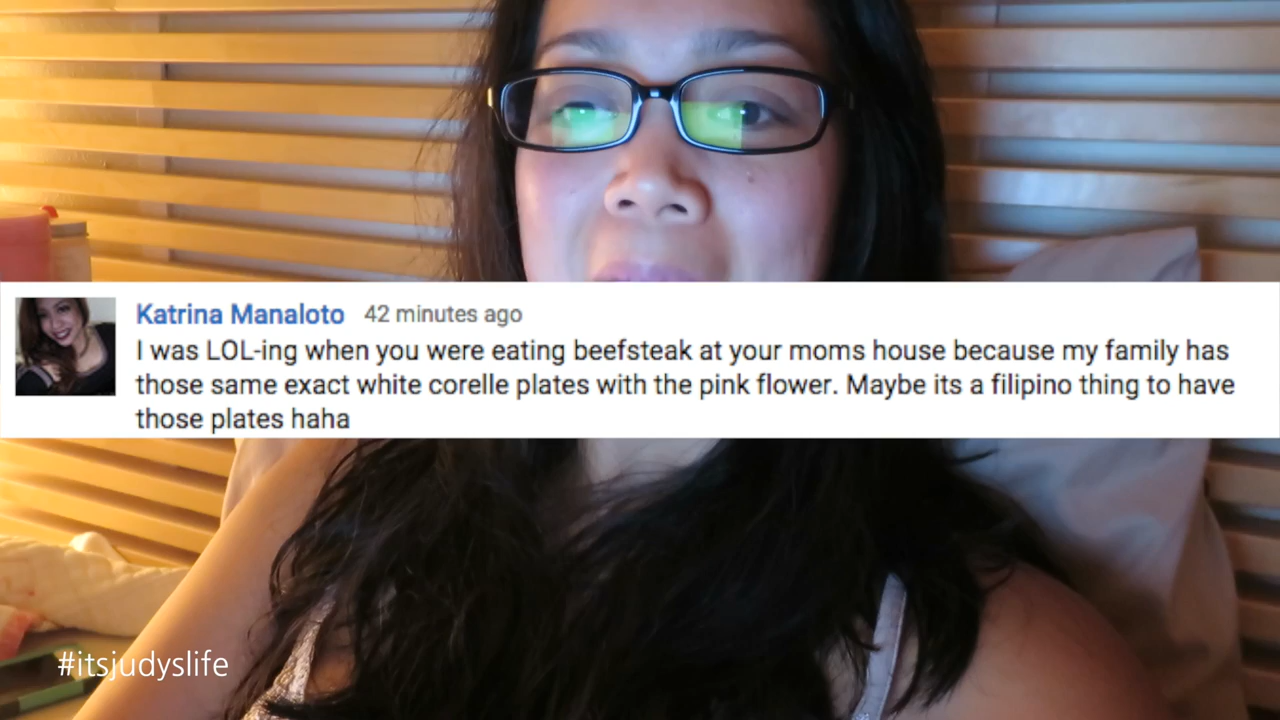 Katrina Manaloto 42 minutes ago
I was LOL-ing when you were eating beefsteak at your moms house because my family has
those same exact white corelle plates with the pink flower. Maybe its a filipino thing to have
those plates haha
#itsjudyslife